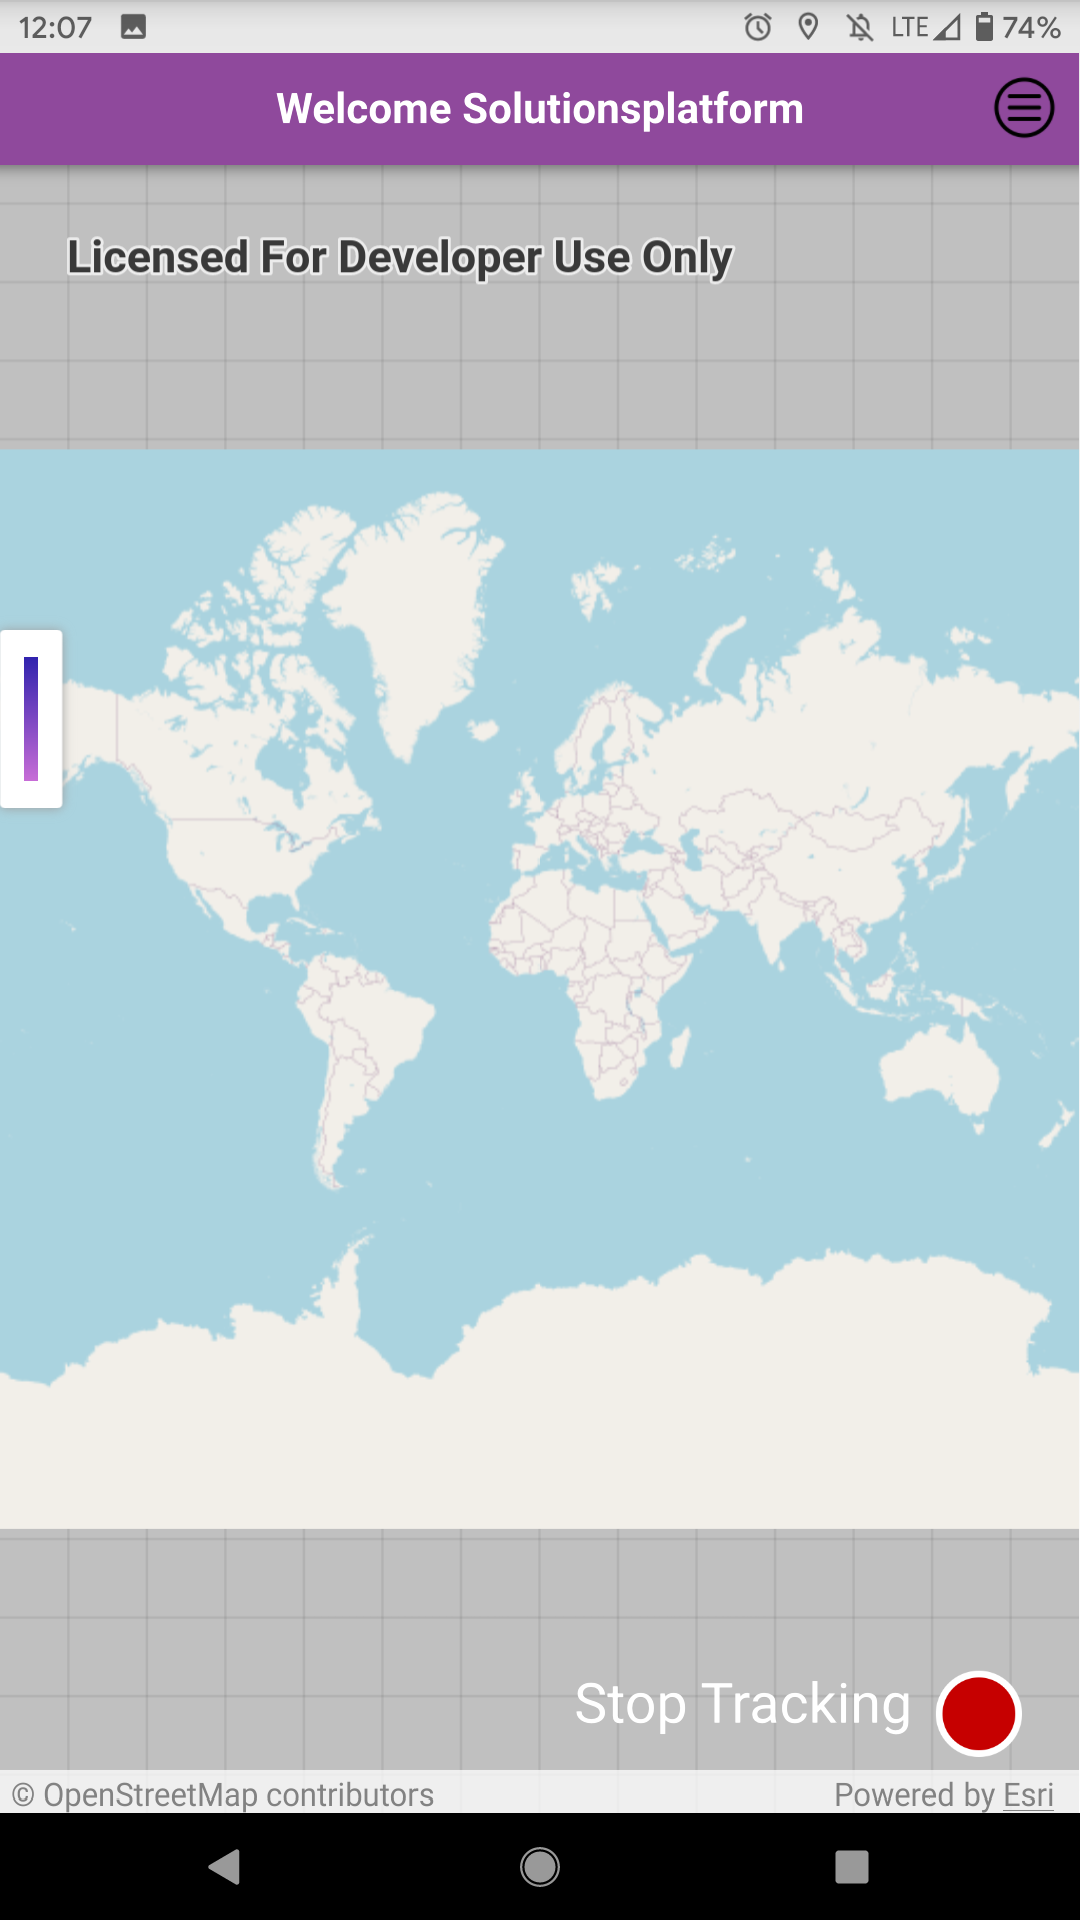 12:07 LTE 74%
Welcome Solutionsplatform
Licensed For Developer Use Only
Stop Tracking
© OpenStreetMap contributors Powered by Esri